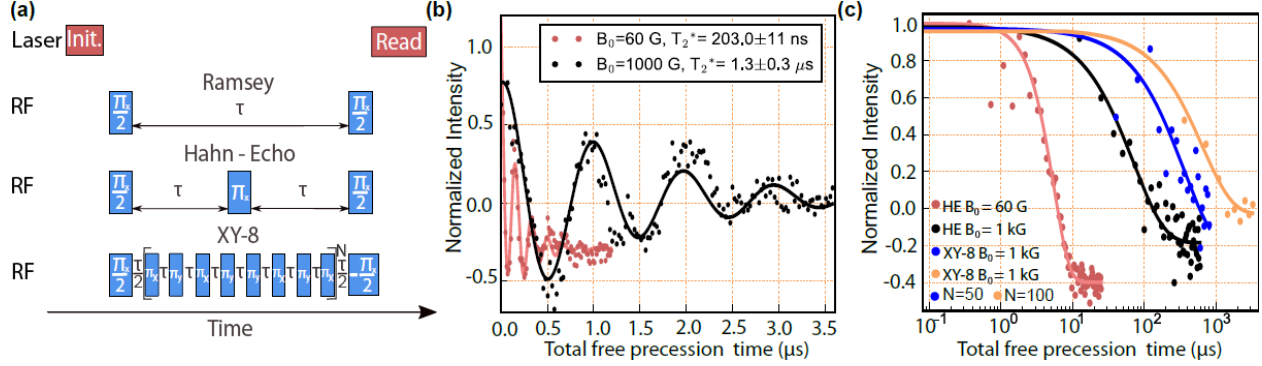 (a)
Laser Init. Read
Ramsey
RF π/2 x τ π/2 x
Hahn - Echo
RF π/2 x τ πx τ π/2 x
XY-8
RF π/2 x τ/2 [πx τ πy τ πx τ πy τ πy τ πx τ πy τ πx]N τ/2 -π/2 x
Time
(b)
B0=60 G, T2*= 203.0±11 ns
B0=1000 G, T2*= 1.3±0.3 μs
Normalized Intensity
1.0
0.5
0.0
-0.5
0.0 0.5 1.0 1.5 2.0 2.5 3.0 3.5
Total free precession time (μs)
(c)
Normalized Intensity
1.0
0.8
0.6
0.4
0.2
0.0
-0.2
-0.4
HE B0 = 60 G
HE B0 = 1 kG
XY-8 B0 = 1 kG
XY-8 B0 = 1 kG
N=50 N=100
10-1 100 101 102 103
Total free precession time (μs)